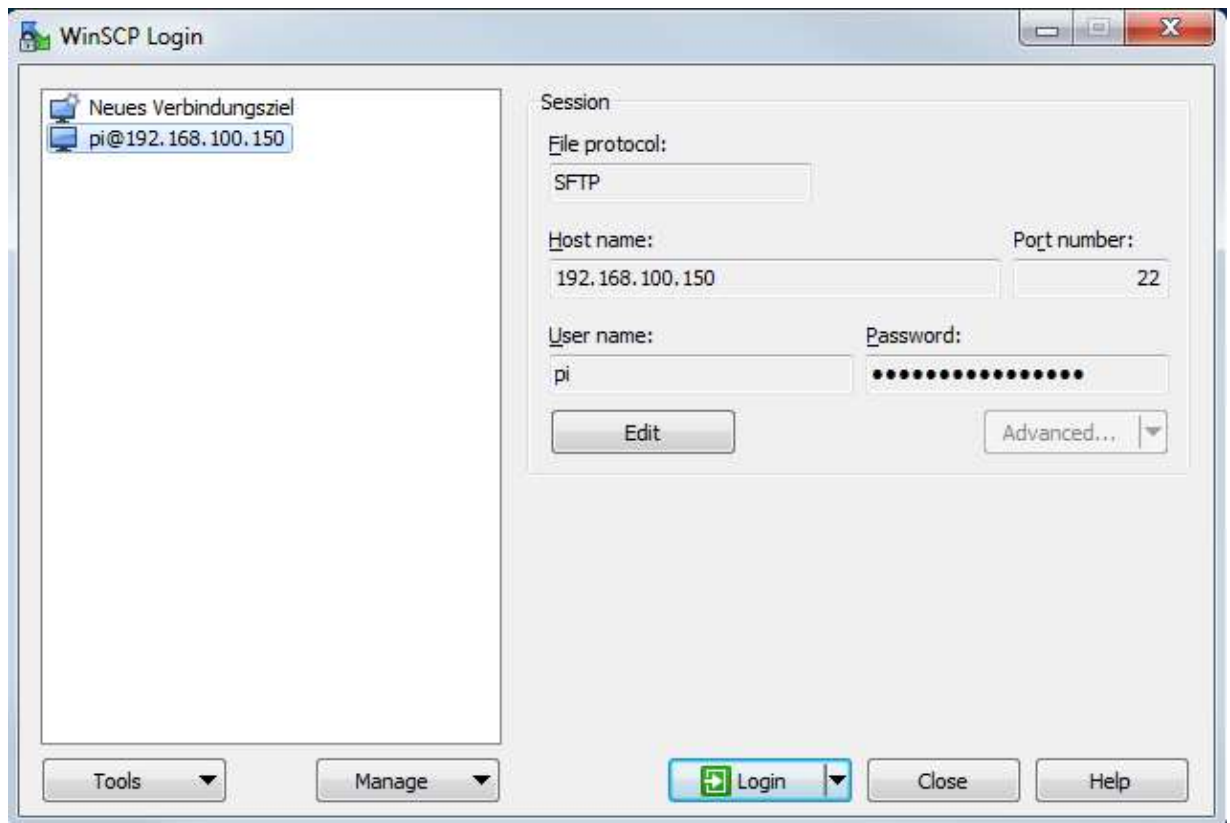 WinSCP Login
Neues Verbindungsziel
pi@192.168.100.150
Session
File protocol:
SFTP
Host name: Port number:
192.168.100.150 22
User name: Password:
pi ••••••••••••••••
Edit Advanced...
Tools Manage Login Close Help